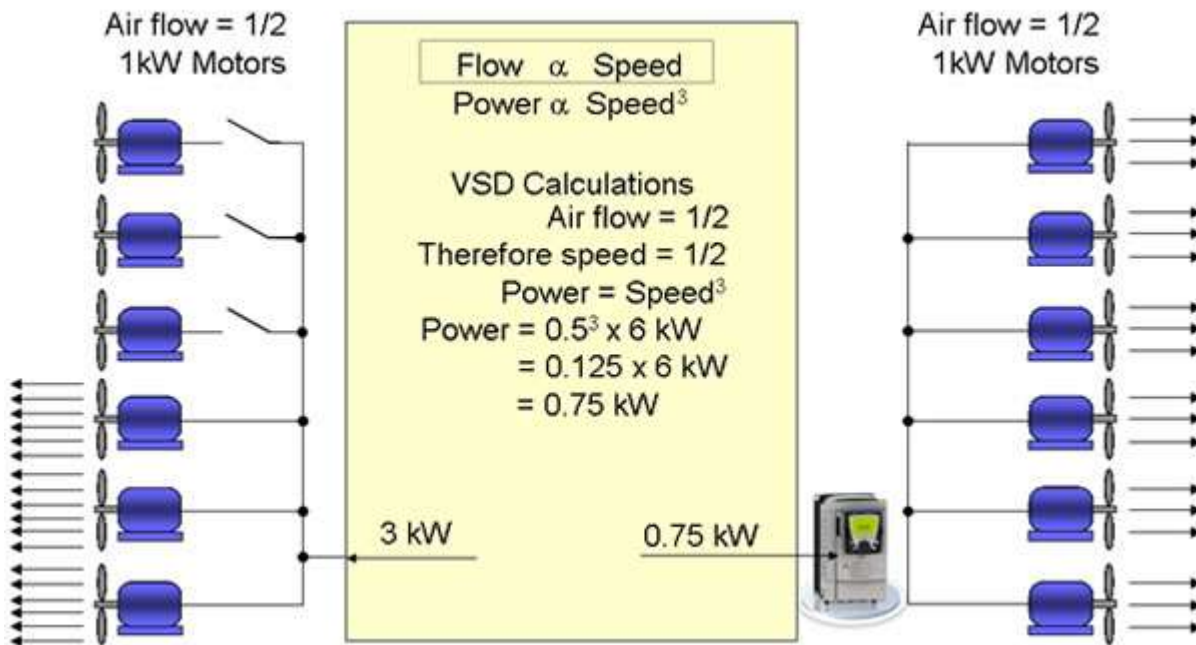 Air flow = 1/2
1kW Motors
Flow α Speed
Power α Speed³
VSD Calculations
Air flow = 1/2
Therefore speed = 1/2
Power = Speed³
Power = 0.5³ x 6 kW
= 0.125 x 6 kW
= 0.75 kW
3 kW
0.75 kW
Air flow = 1/2
1kW Motors